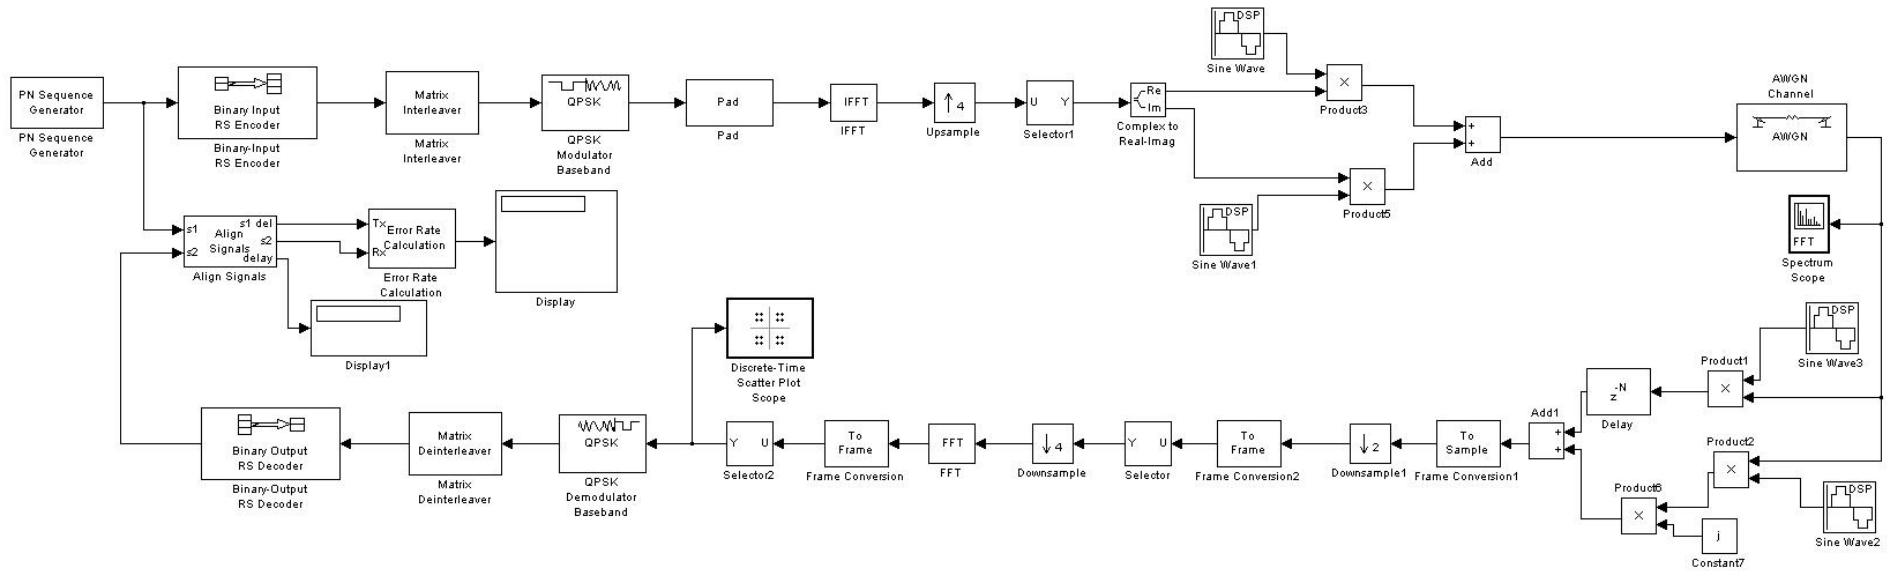 PN Sequence
Generator
PN Sequence
Generator
Binary Input
RS Encoder
Binary-Input
RS Encoder
Matrix
Interleaver
Matrix
Interleaver
QPSK
QPSK
Modulator
Baseband
Pad
Pad
IFFT
IFFT
4
Upsample
U Y
Selector1
Re
Im
Complex to
Real-Imag
DSP
Sine Wave
×
Product3
DSP
Sine Wave1
×
Product5
+
+
Add
AWGN
Channel
AWGN
FFT
Spectrum
Scope
s1
s2
Align
Signals
s1 del
s2
delay
Align Signals
Tx
Rx
Error Rate
Calculation
Error Rate
Calculation
Display
Display1
Discrete-Time
Scatter Plot
Scope
DSP
Sine Wave3
Product1
×
-N
z
Delay
Product2
×
DSP
Sine Wave2
Product6
×
j
Constant7
Add1
+
+
To
Sample
Frame Conversion1
2
Downsample1
To
Frame
Frame Conversion2
Y U
Selector
4
Downsample
FFT
FFT
To
Frame
Frame Conversion
Y U
Selector2
QPSK
QPSK
Demodulator
Baseband
Matrix
Deinterleaver
Matrix
Deinterleaver
Binary Output
RS Decoder
Binary-Output
RS Decoder